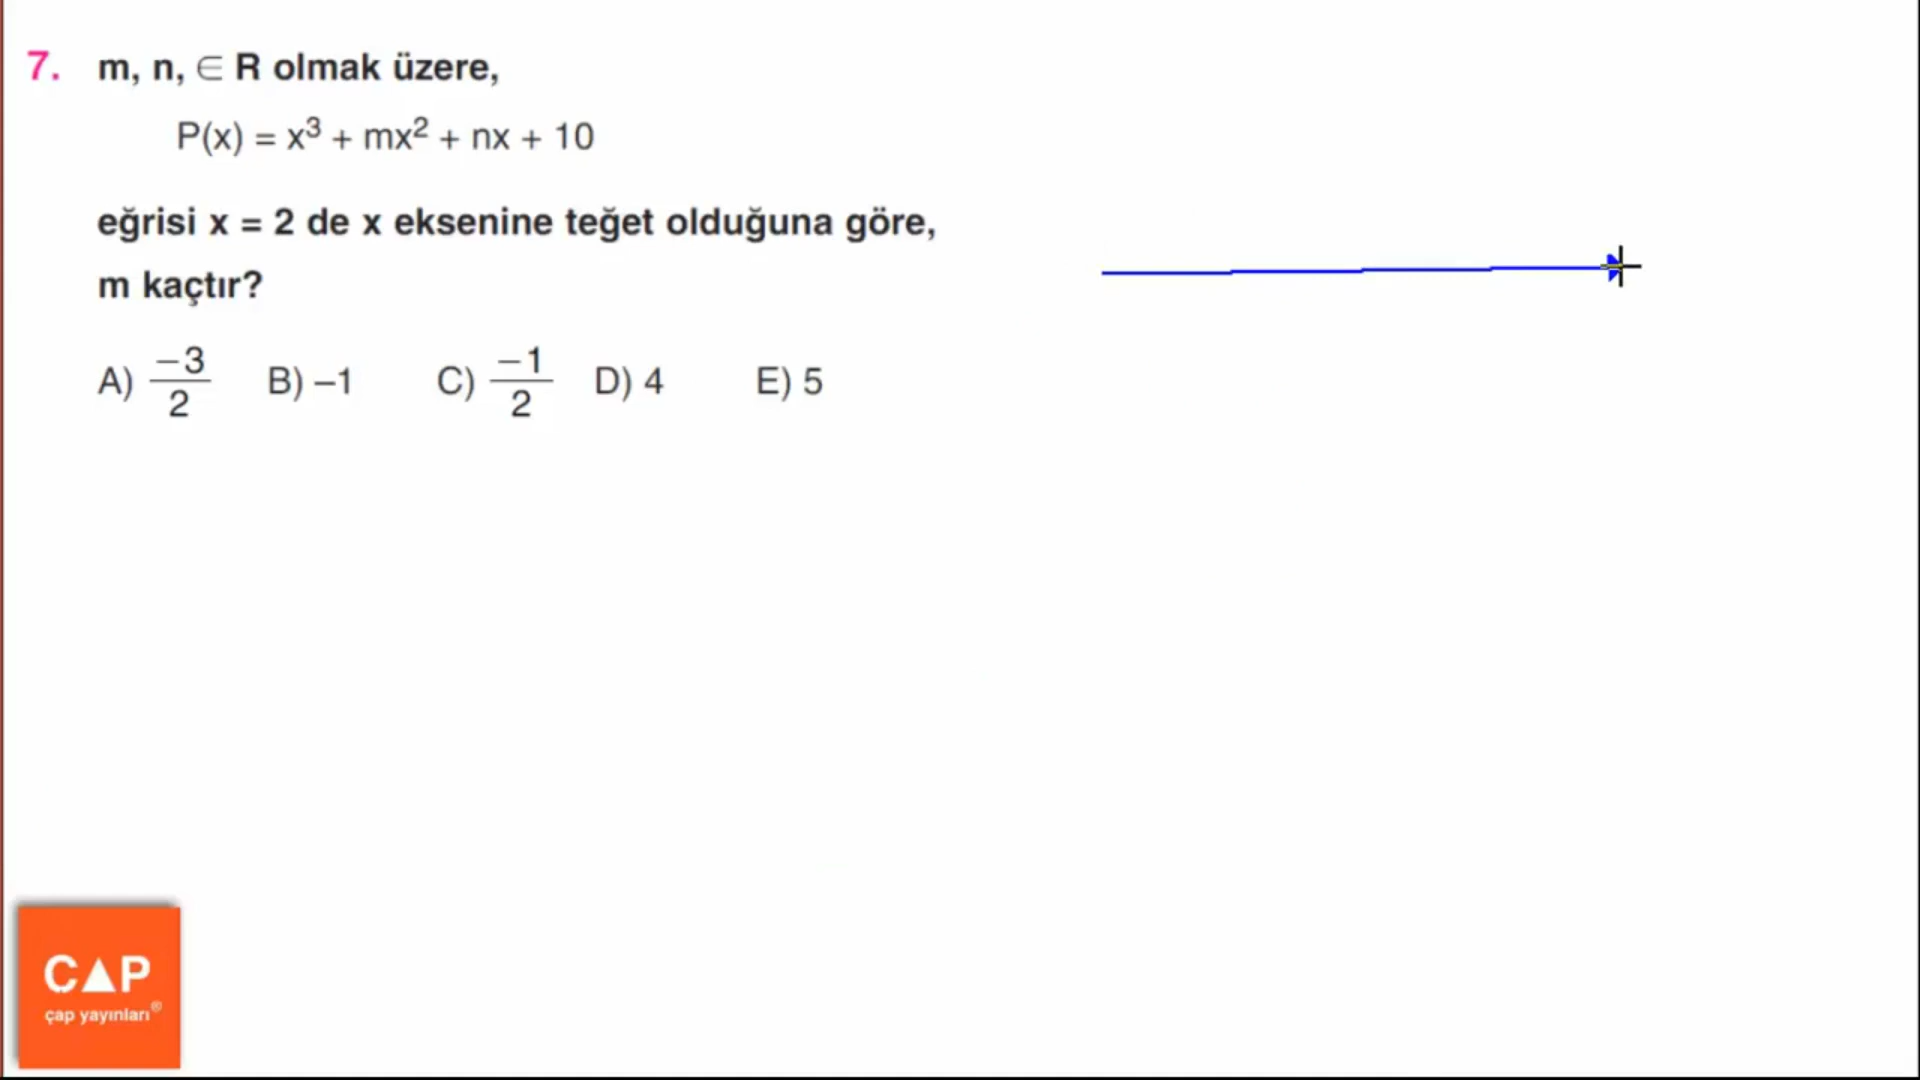 7. m, n, ∈ R olmak üzere,
P(x) = x³ + mx² + nx + 10
eğrisi x = 2 de x eksenine teğet olduğuna göre,
m kaçtır?
A) −3/2 B) –1 C) −1/2 D) 4 E) 5
ÇAP
çap yayınları®